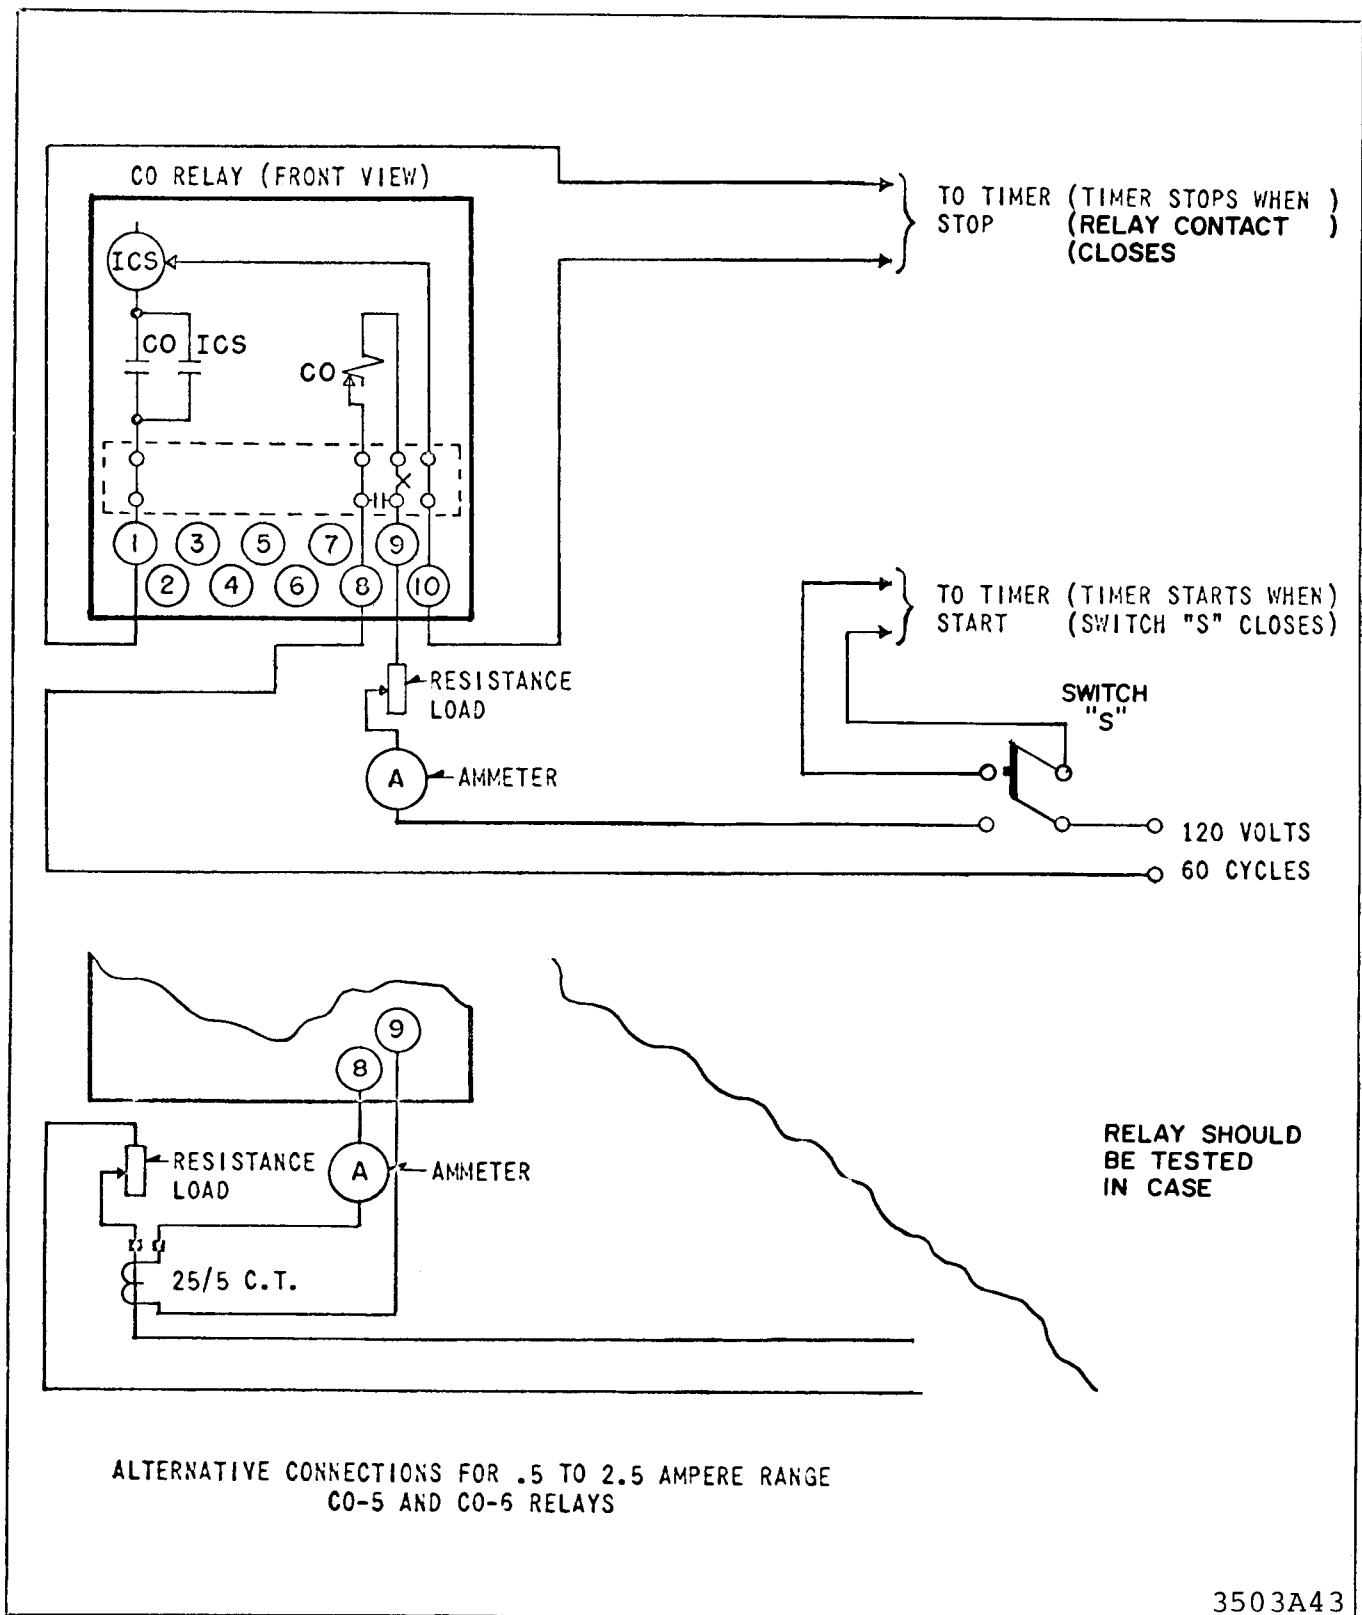 CO RELAY (FRONT VIEW)
TO TIMER (TIMER STOPS WHEN )
STOP (RELAY CONTACT )
(CLOSES
ICS
CO ICS
CO
1 3 5 7 9
2 4 6 8 10
TO TIMER (TIMER STARTS WHEN)
START (SWITCH "S" CLOSES)
RESISTANCE
LOAD
SWITCH
"S"
A AMMETER
120 VOLTS
60 CYCLES
9
8
RESISTANCE
LOAD
A AMMETER
RELAY SHOULD
BE TESTED
IN CASE
25/5 C.T.
ALTERNATIVE CONNECTIONS FOR .5 TO 2.5 AMPERE RANGE
CO-5 AND CO-6 RELAYS
3503A43